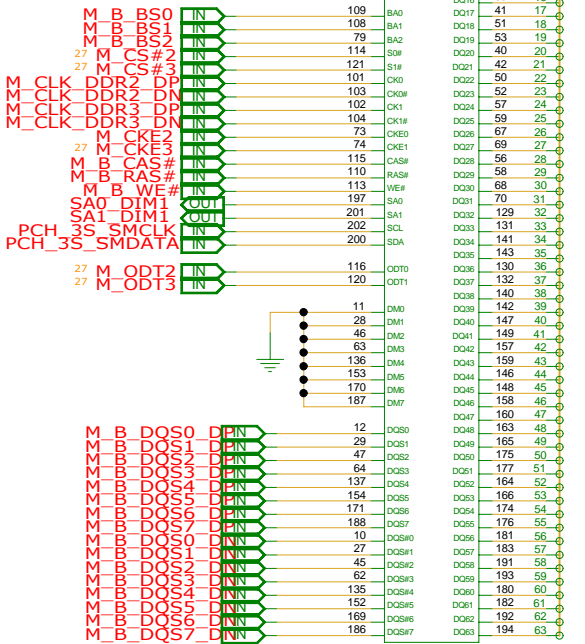 M_B_BS0 IN 109 BA0 DQ17 41 17
M_B_BS1 IN 108 BA1 DQ18 51 18
M_B_BS2 IN 79 BA2 DQ19 53 19
27 M_CS#2 IN 114 S0# DQ20 40 20
27 M_CS#3 IN 121 S1# DQ21 42 21
M_CLK_DDR2_DP IN 101 CK0 DQ22 50 22
M_CLK_DDR2_DN IN 103 CK0# DQ23 52 23
M_CLK_DDR3_DP IN 102 CK1 DQ24 57 24
M_CLK_DDR3_DN IN 104 CK1# DQ25 59 25
M_CKE2 IN 73 CKE0 DQ26 67 26
27 M_CKE3 IN 74 CKE1 DQ27 69 27
M_B_CAS# IN 115 CAS# DQ28 56 28
M_B_RAS# IN 110 RAS# DQ29 58 29
M_B_WE# IN 113 WE# DQ30 68 30
SA0_DIM1 OUT 197 SA0 DQ31 70 31
SA1_DIM1 OUT 201 SA1 DQ32 129 32
PCH_3S_SMCLK IN 202 SCL DQ33 131 33
PCH_3S_SMDATA IN 200 SDA DQ34 141 34
DQ35 143 35
27 M_ODT2 IN 116 ODT0 DQ36 130 36
27 M_ODT3 IN 120 ODT1 DQ37 132 37
DQ38 140 38
11 DM0 DQ39 142 39
28 DM1 DQ40 147 40
46 DM2 DQ41 149 41
63 DM3 DQ42 157 42
136 DM4 DQ43 159 43
153 DM5 DQ44 146 44
170 DM6 DQ45 148 45
187 DM7 DQ46 158 46
DQ47 160 47
M_B_DQS0_DP IN 12 DQS0 DQ48 163 48
M_B_DQS1_DP IN 29 DQS1 DQ49 165 49
M_B_DQS2_DP IN 47 DQS2 DQ50 175 50
M_B_DQS3_DP IN 64 DQS3 DQ51 177 51
M_B_DQS4_DP IN 137 DQS4 DQ52 164 52
M_B_DQS5_DP IN 154 DQS5 DQ53 166 53
M_B_DQS6_DP IN 171 DQS6 DQ54 174 54
M_B_DQS7_DP IN 188 DQS7 DQ55 176 55
M_B_DQS0_DN IN 10 DQS#0 DQ56 181 56
M_B_DQS1_DN IN 27 DQS#1 DQ57 183 57
M_B_DQS2_DN IN 45 DQS#2 DQ58 191 58
M_B_DQS3_DN IN 62 DQS#3 DQ59 193 59
M_B_DQS4_DN IN 135 DQS#4 DQ60 180 60
M_B_DQS5_DN IN 152 DQS#5 DQ61 182 61
M_B_DQS6_DN IN 169 DQS#6 DQ62 192 62
M_B_DQS7_DN IN 186 DQS#7 DQ63 194 63